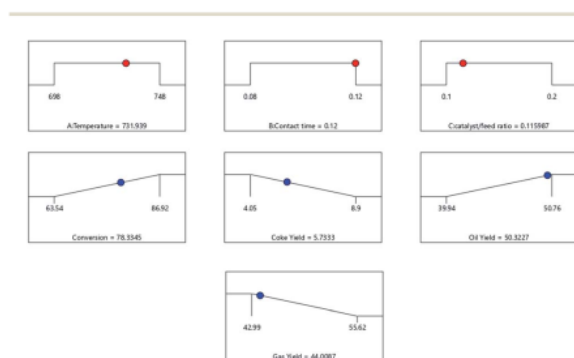 698 748
A:Temperature = 731.939
0.08 0.12
B:Contact time = 0.12
0.1 0.2
C:catalyst/feed ratio = 0.115987
63.54 86.92
Conversion = 78.3345
4.05 8.9
Coke Yield = 5.7333
39.94 50.76
Oil Yield = 50.3227
42.99 55.62
Gas Yield = 44.0087